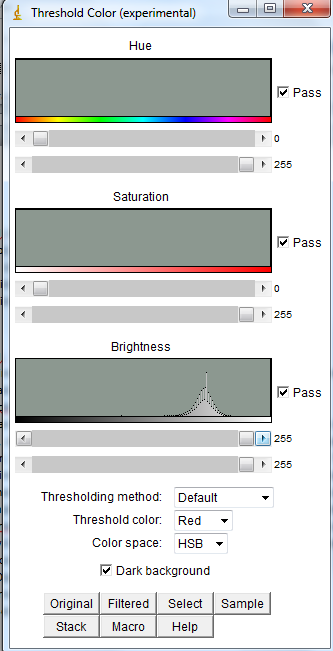 Threshold Color (experimental)
Hue
Pass
0
255
Saturation
Pass
0
255
Brightness
Pass
255
255
Thresholding method: Default
Threshold color: Red
Color space: HSB
Dark background
Original Filtered Select Sample
Stack Macro Help